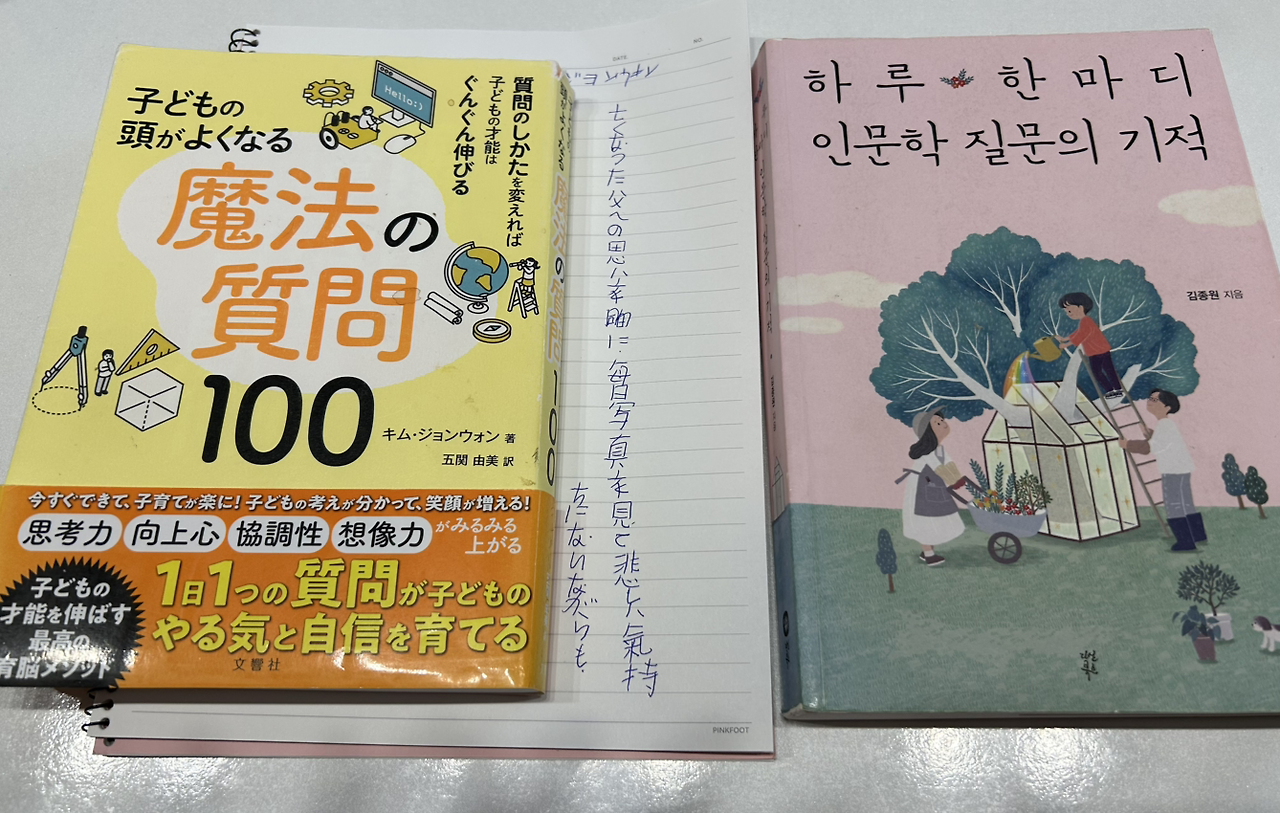 子どもの
頭がよくなる
魔法の
質問
100
質問のしかたを変えれば
子どもの才能は
ぐんぐん伸びる
Hello:)
キム・ジョンウォン 著
五関 由美 訳
今すぐできて、子育てが楽に! 子どもの考えが分かって、笑顔が増える!
思考力 向上心 協調性 想像力 がみるみる
上がる
子どもの
才能を伸ばす
最高の
育脳メソット
1日1つの質問が子どもの
やる気と自信を育てる
文響社
DATE
NO.
亡くなった父への思い を胸に、毎日写真を見て悲しい氣持
ちにないながらも、
PINKFOOT
하루 한마디
인문학 질문의 기적
김종원 지음